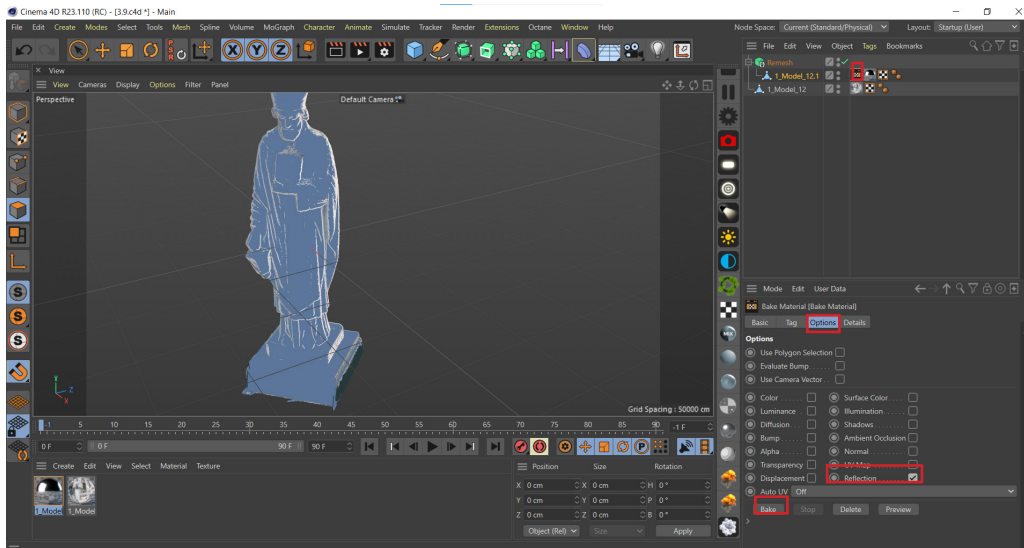 Cinema 4D R23.110 (RC) - [3.9.c4d *] - Main
File Edit Create Modes Select Tools Mesh Spline Volume MoGraph Character Animate Simulate Tracker Render Extensions Octane Window Help Node Space: Current (Standard/Physical) Layout: Startup (User)
File Edit View Object Tags Bookmarks
Remesh
1_Model_12.1
1_Model_12
View
View Cameras Display Options Filter Panel
Perspective
Default Camera
X Y Z
PSR
S
S
S
Y
Z
X
Grid Spacing : 50000 cm
-1 5 10 15 20 25 30 35 40 45 50 55 60 65 70 75 80 85 90 -1 F
0 F 0 F 90 F 90 F
P
Create Edit View Select Material Texture
1_Model 1_Model
Position Size Rotation
X 0 cm X 0 cm H 0 °
Y 0 cm Y 0 cm P 0 °
Z 0 cm Z 0 cm B 0 °
Object (Rel) Size Apply
MIX
Mode Edit User Data
Bake Material [Bake Material]
Basic Tag Options Details
Options
Use Polygon Selection
Evaluate Bump
Use Camera Vector
Color Surface Color
Luminance Illumination
Diffusion Shadows
Bump Ambient Occlusion
Alpha Normal
Transparency UV Map
Displacement Reflection
Auto UV Off
Bake Stop Delete Preview